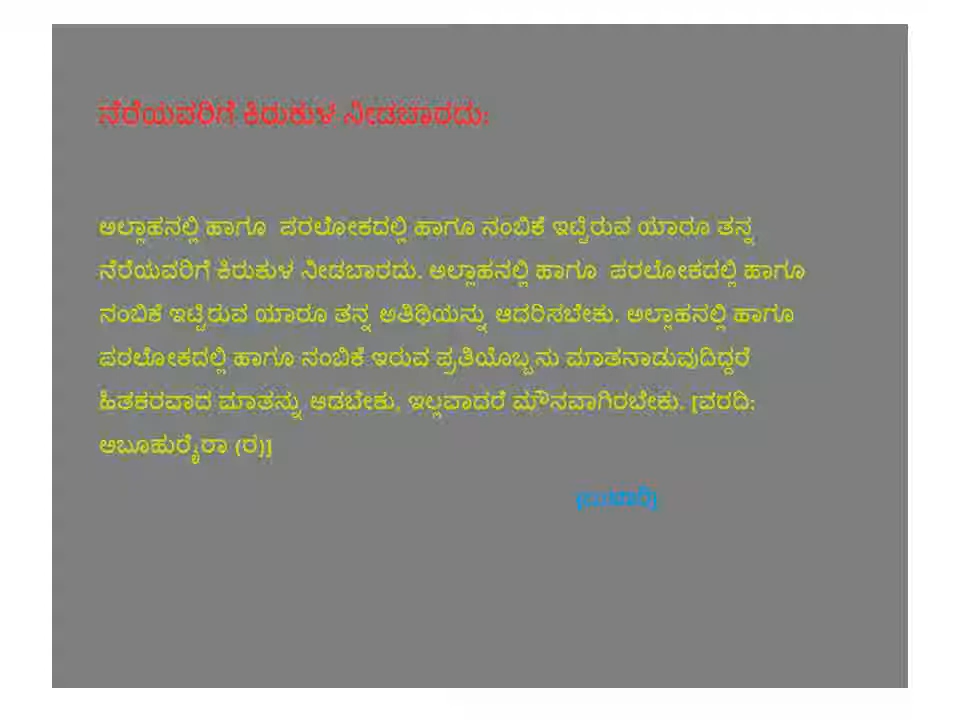 ನೆರೆಯವರಿಗೆ ಕಿರುಕುಳ ನೀಡಬಾರದು:
ಅಲ್ಲಾಹನಲ್ಲಿ ಹಾಗೂ ಪರಲೋಕದಲ್ಲಿ ಹಾಗೂ ನಂಬಿಕೆ ಇಟ್ಟಿರುವ ಯಾರೂ ತನ್ನ
ನೆರೆಯವರಿಗೆ ಕಿರುಕುಳ ನೀಡಬಾರದು. ಅಲ್ಲಾಹನಲ್ಲಿ ಹಾಗೂ ಪರಲೋಕದಲ್ಲಿ ಹಾಗೂ
ನಂಬಿಕೆ ಇಟ್ಟಿರುವ ಯಾರೂ ತನ್ನ ಅತಿಥಿಯನ್ನು ಆದರಿಸಬೇಕು. ಅಲ್ಲಾಹನಲ್ಲಿ ಹಾಗೂ
ಪರಲೋಕದಲ್ಲಿ ಹಾಗೂ ನಂಬಿಕೆ ಇರುವ ಪ್ರತಿಯೊಬ್ಬನು ಮಾತನಾಡುವುದಿದ್ದರೆ
ಹಿತಕರವಾದ ಮಾತನ್ನು ಆಡಬೇಕು, ಇಲ್ಲವಾದರೆ ಮೌನವಾಗಿರಬೇಕು. [ವರದಿ:
ಅಬೂಹುರೈರಾ (ರ)]
(ಬುಖಾರಿ)